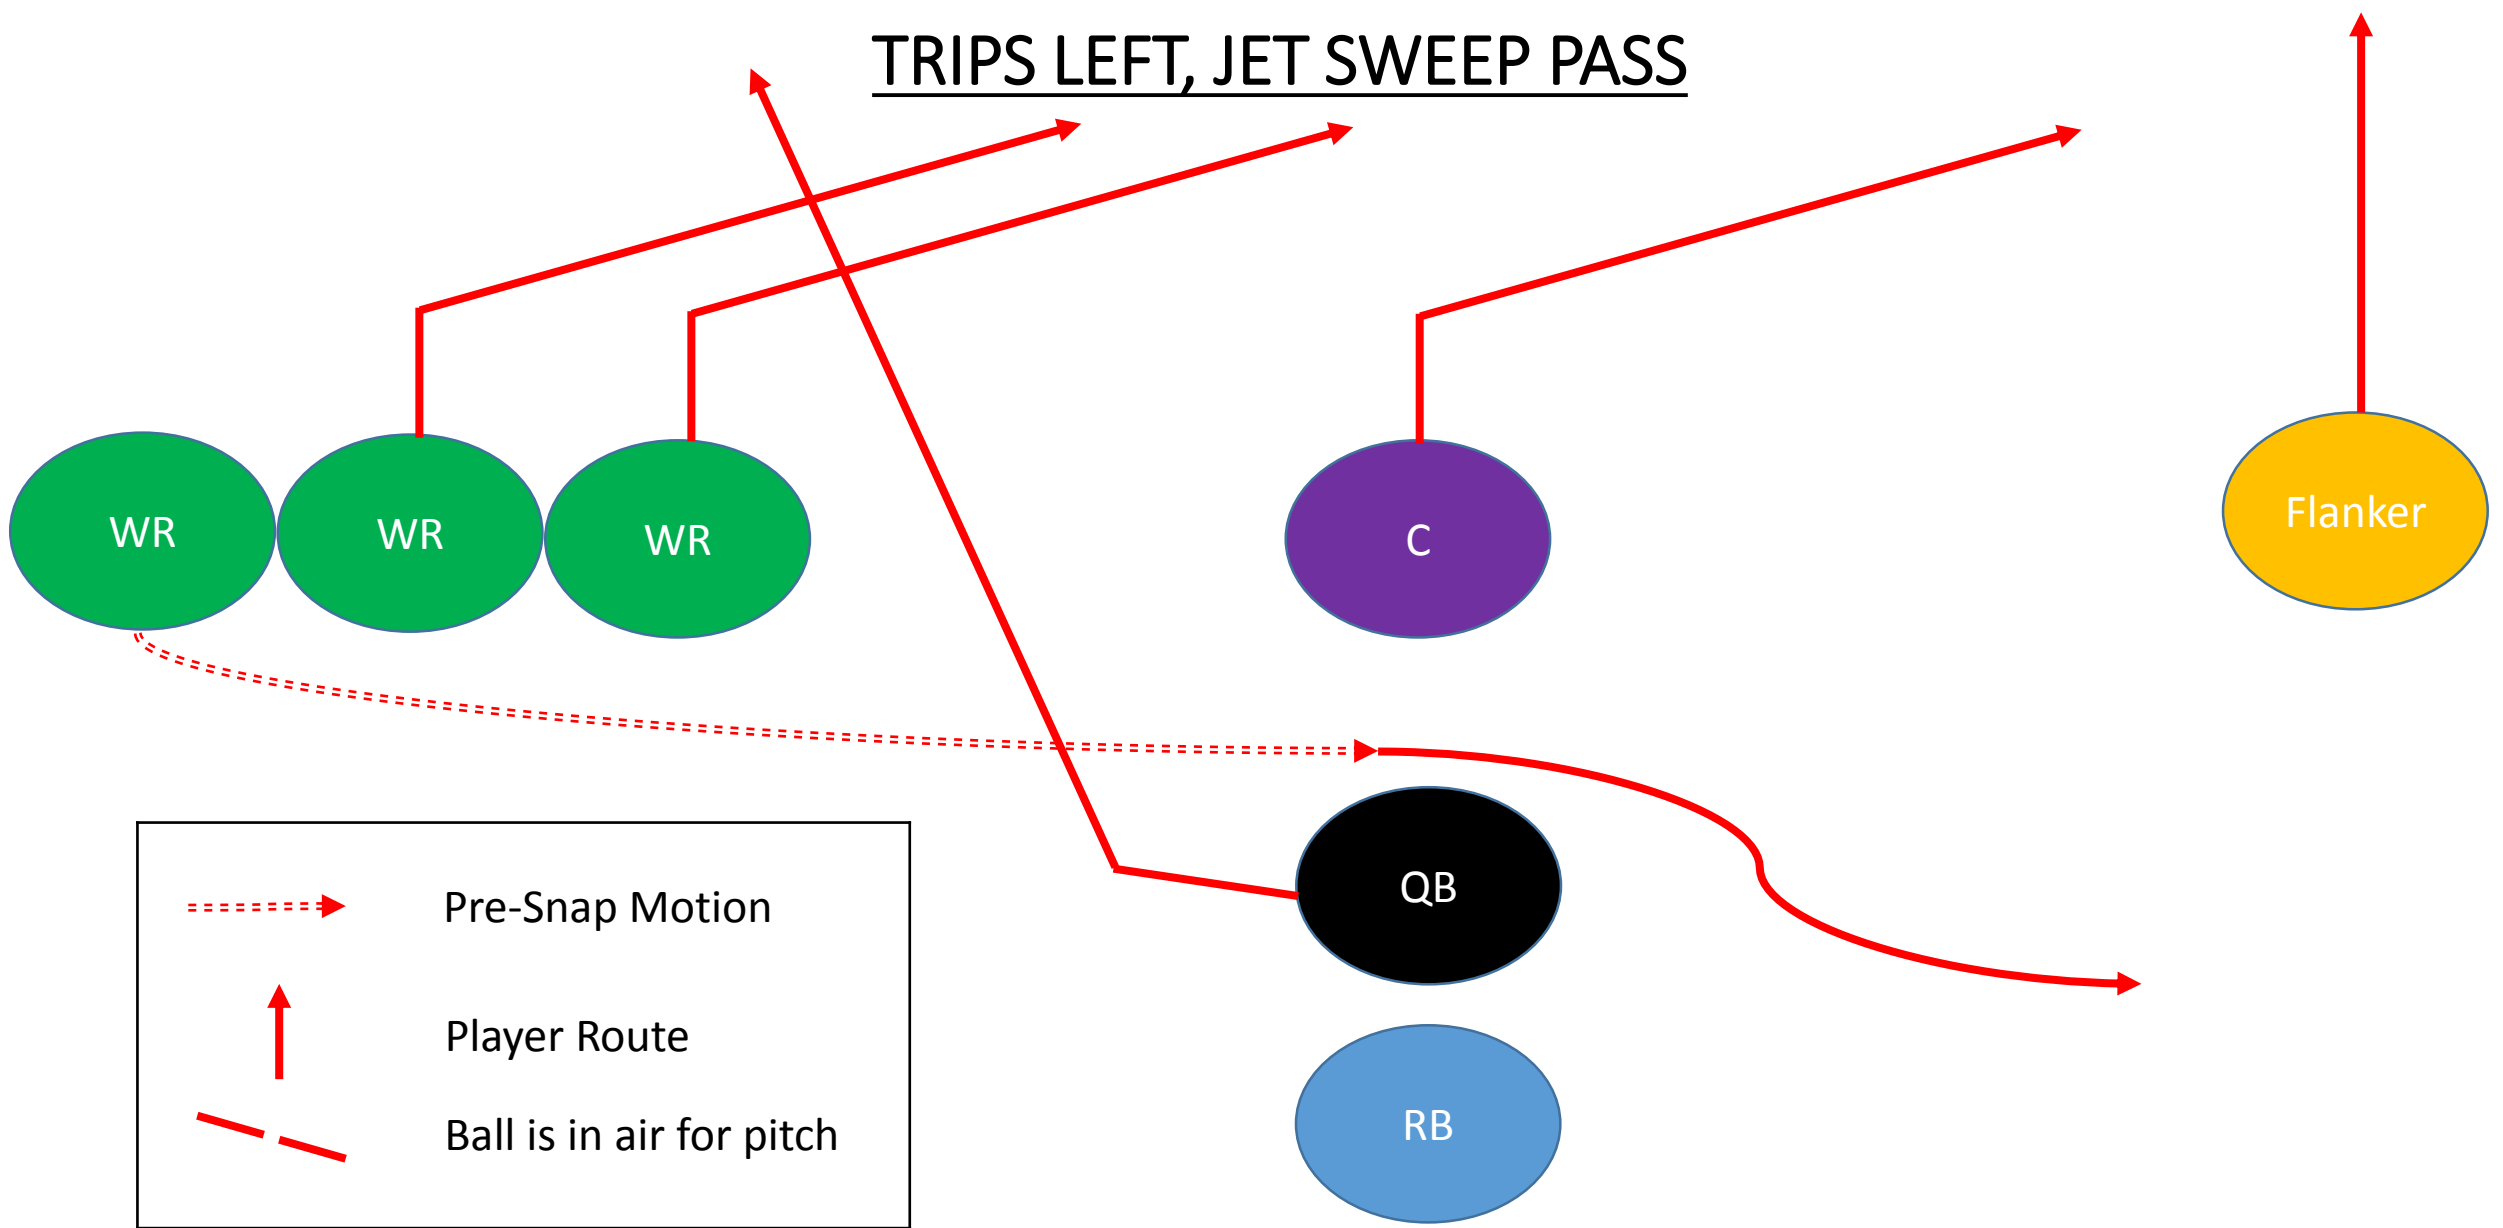 TRIPS LEFT, JET SWEEP PASS
WR
WR
WR
C
Flanker
QB
RB
Pre-Snap Motion
Player Route
Ball is in air for pitch